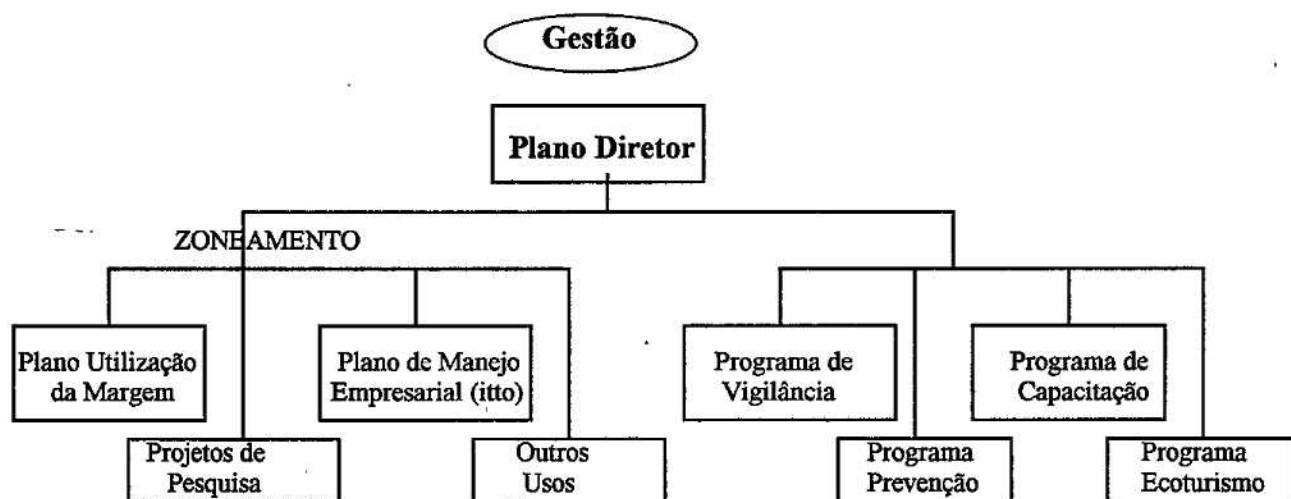 Gestão
Plano Diretor
ZONEAMENTO
Plano Utilização
da Margem
Plano de Manejo
Empresarial (itto)
Programa de
Vigilância
Programa de
Capacitação
Projetos de
Pesquisa
Outros
Usos
Programa
Prevenção
Programa
Ecoturismo